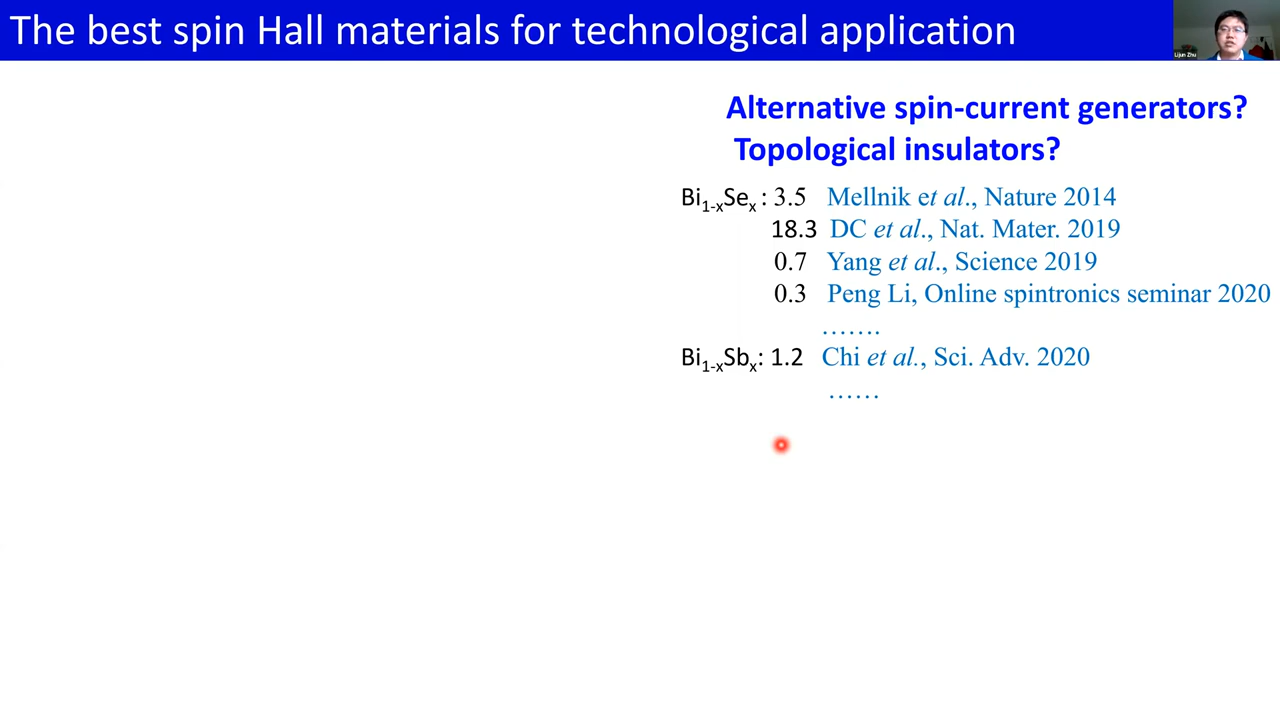 The best spin Hall materials for technological application
Lijun Zhu
Alternative spin-current generators?
Topological insulators?
Bi1-xSex : 3.5 Mellnik et al., Nature 2014
18.3 DC et al., Nat. Mater. 2019
0.7 Yang et al., Science 2019
0.3 Peng Li, Online spintronics seminar 2020
.......
Bi1-xSbx: 1.2 Chi et al., Sci. Adv. 2020
......